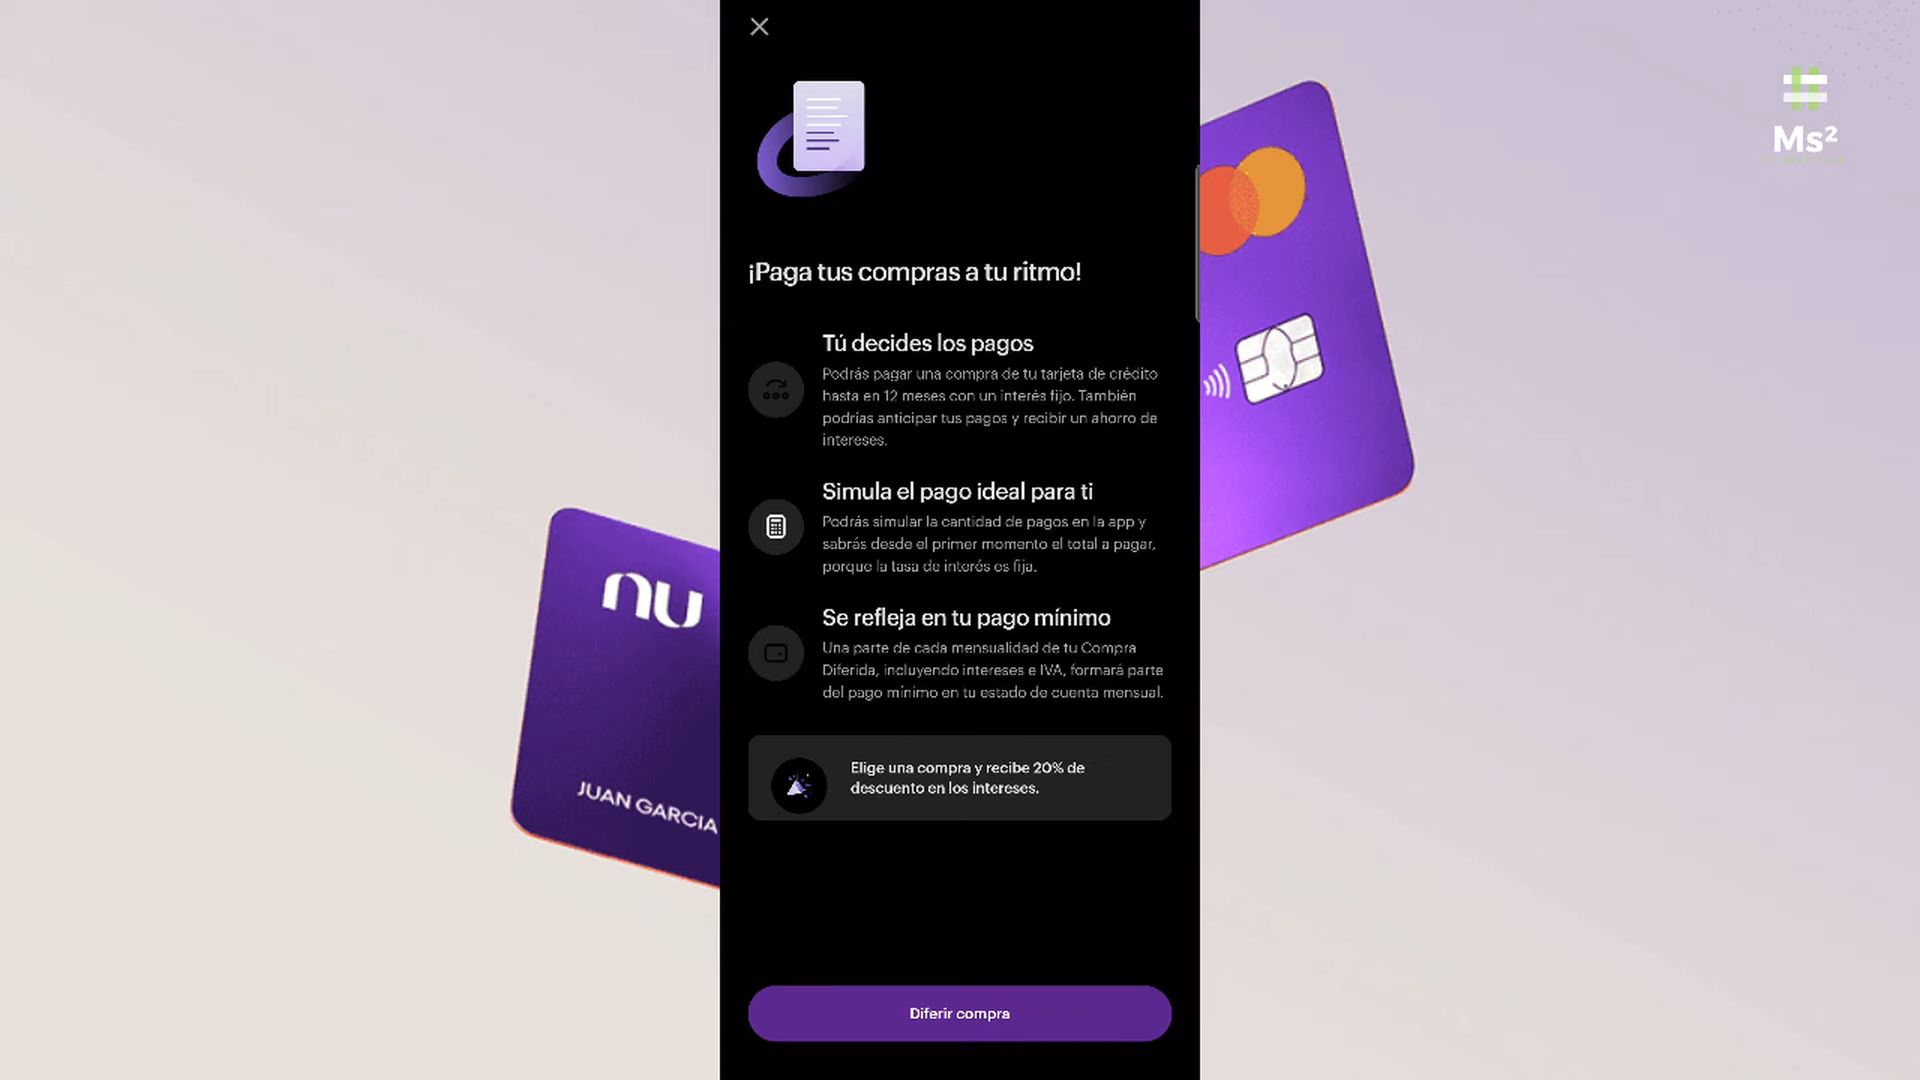 ¡Paga tus compras a tu ritmo!
Tú decides los pagos
Podrás pagar una compra de tu tarjeta de crédito
hasta en 12 meses con un interés fijo. También
podrías anticipar tus pagos y recibir un ahorro de
intereses.
Simula el pago ideal para ti
Podrás simular la cantidad de pagos en la app y
sabrás desde el primer momento el total a pagar,
porque la tasa de interés es fija.
Se refleja en tu pago mínimo
Una parte de cada mensualidad de tu Compra
Diferida, incluyendo intereses e IVA, formará parte
del pago mínimo en tu estado de cuenta mensual.
Elige una compra y recibe 20% de
descuento en los intereses.
Diferir compra
nu
JUAN GARCIA
Ms²